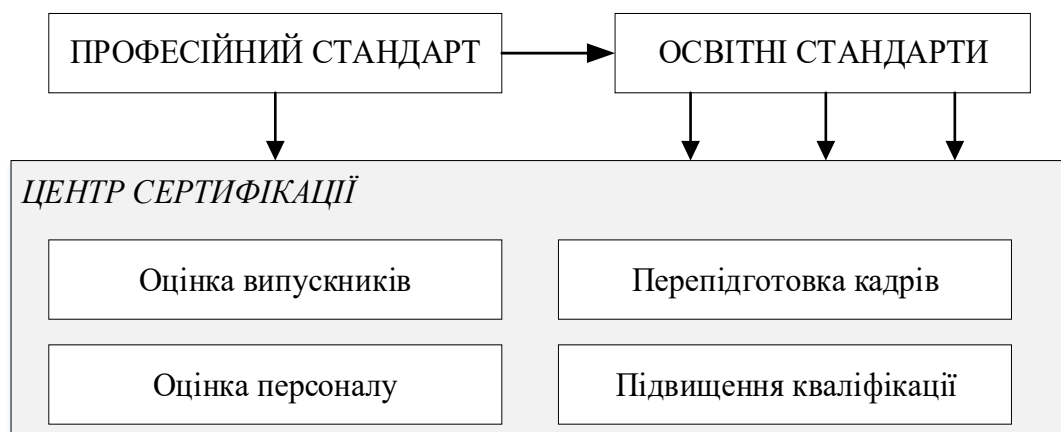 ПРОФЕСІЙНИЙ СТАНДАРТ
ОСВІТНІ СТАНДАРТИ
ЦЕНТР СЕРТИФІКАЦІЇ
Оцінка випускників
Перепідготовка кадрів
Оцінка персоналу
Підвищення кваліфікації